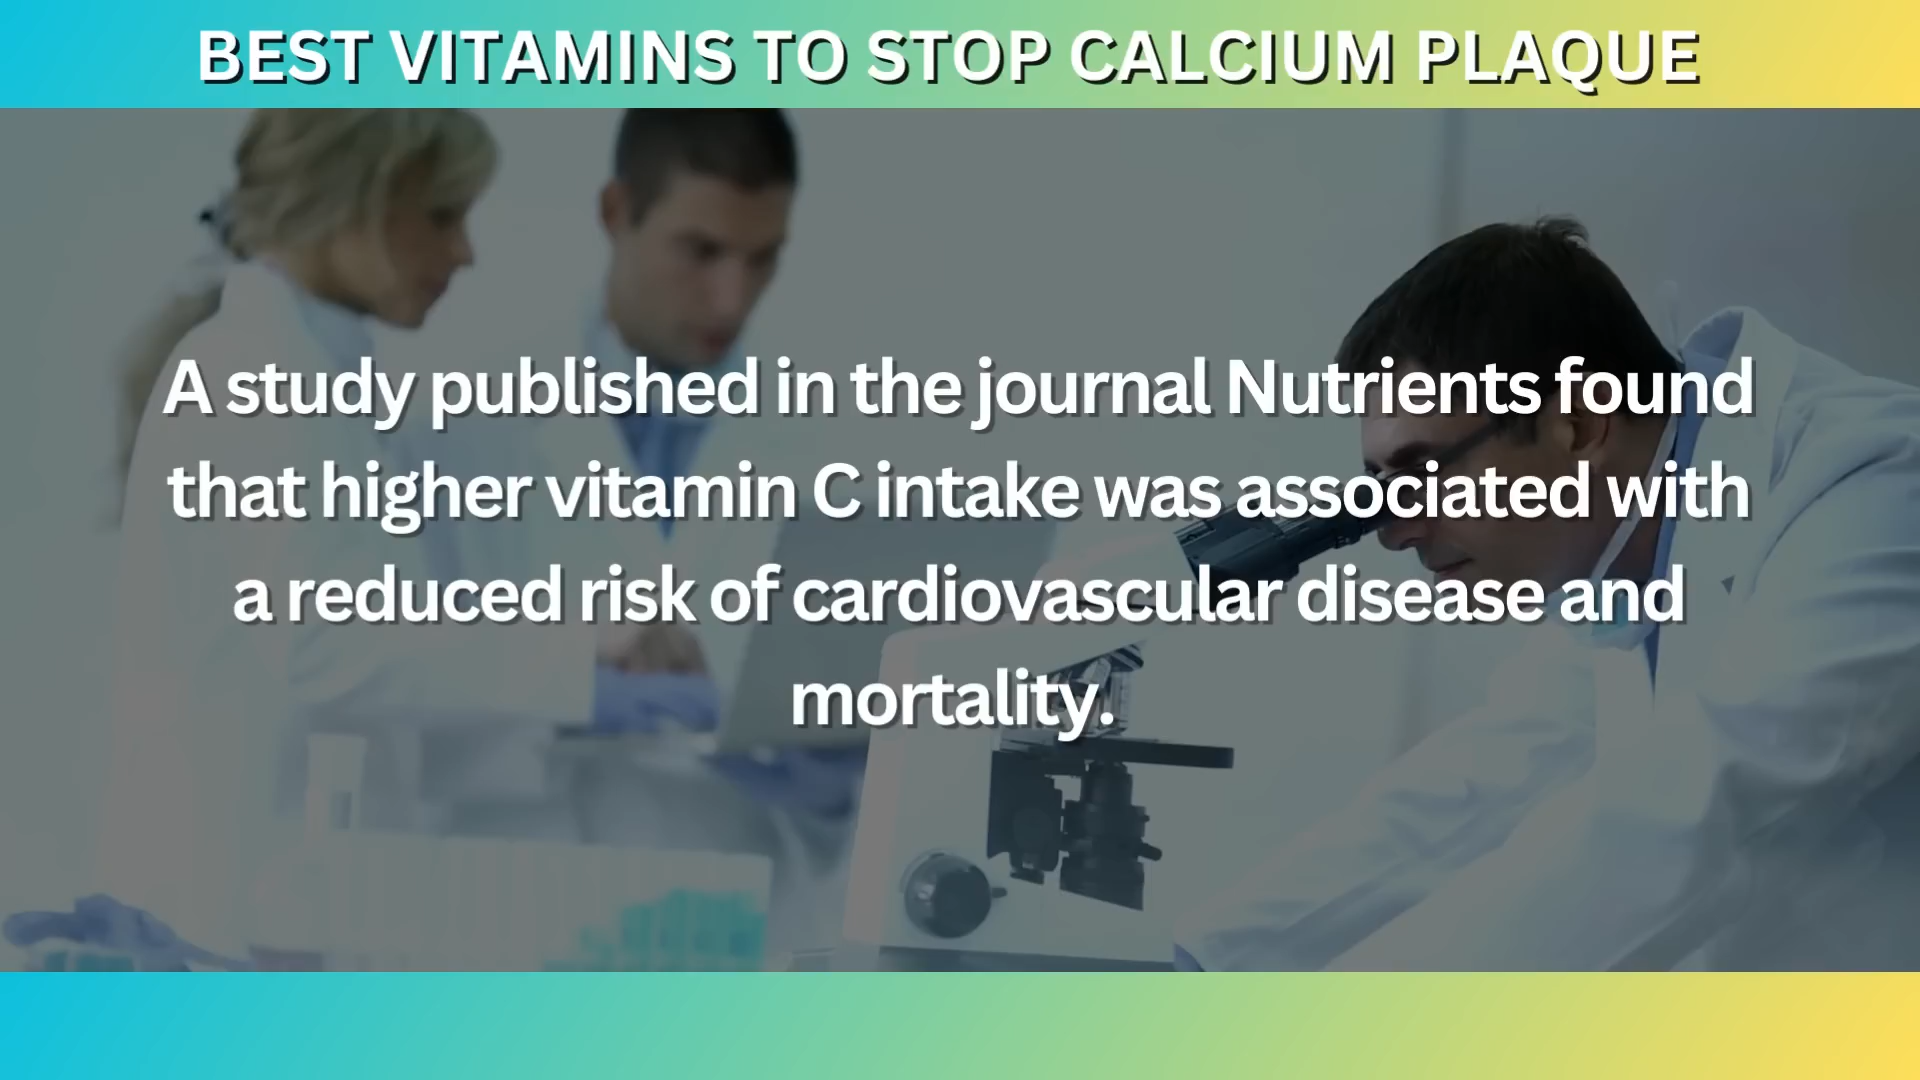 BEST VITAMINS TO STOP CALCIUM PLAQUE
A study published in the journal Nutrients found
that higher vitamin C intake was associated with
a reduced risk of cardiovascular disease and
mortality.